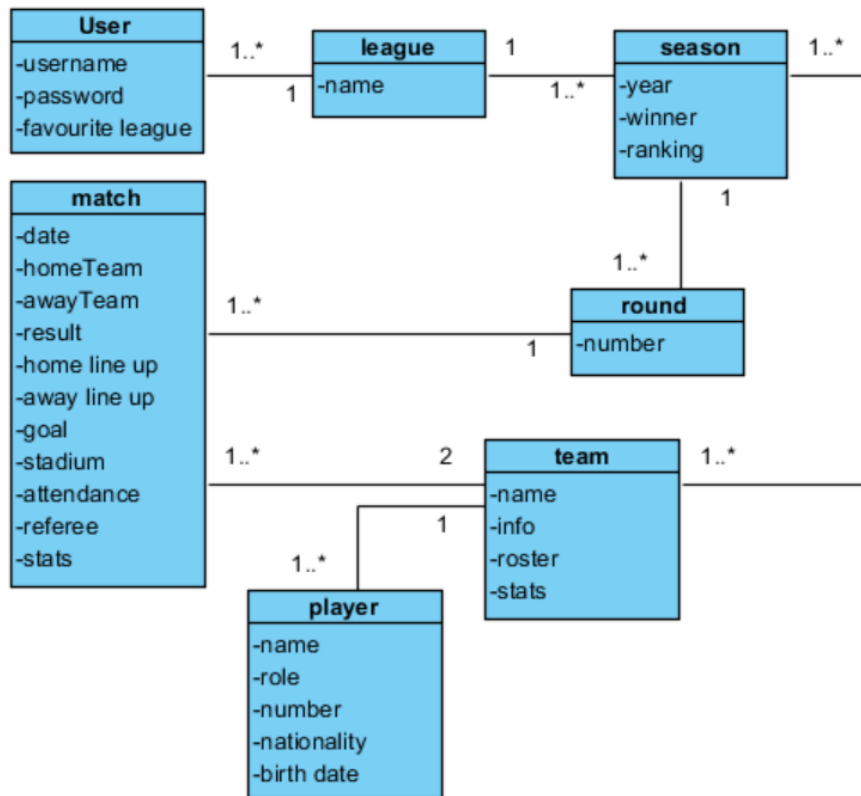 User
-username
-password
-favourite league
1..*
1
league
-name
1
1..*
season
-year
-winner
-ranking
1..*
1
1..*
match
-date
-homeTeam
-awayTeam
-result
-home line up
-away line up
-goal
-stadium
-attendance
-referee
-stats
1..*
1
round
-number
1..*
2
team
-name
-info
-roster
-stats
1..*
1
1..*
player
-name
-role
-number
-nationality
-birth date